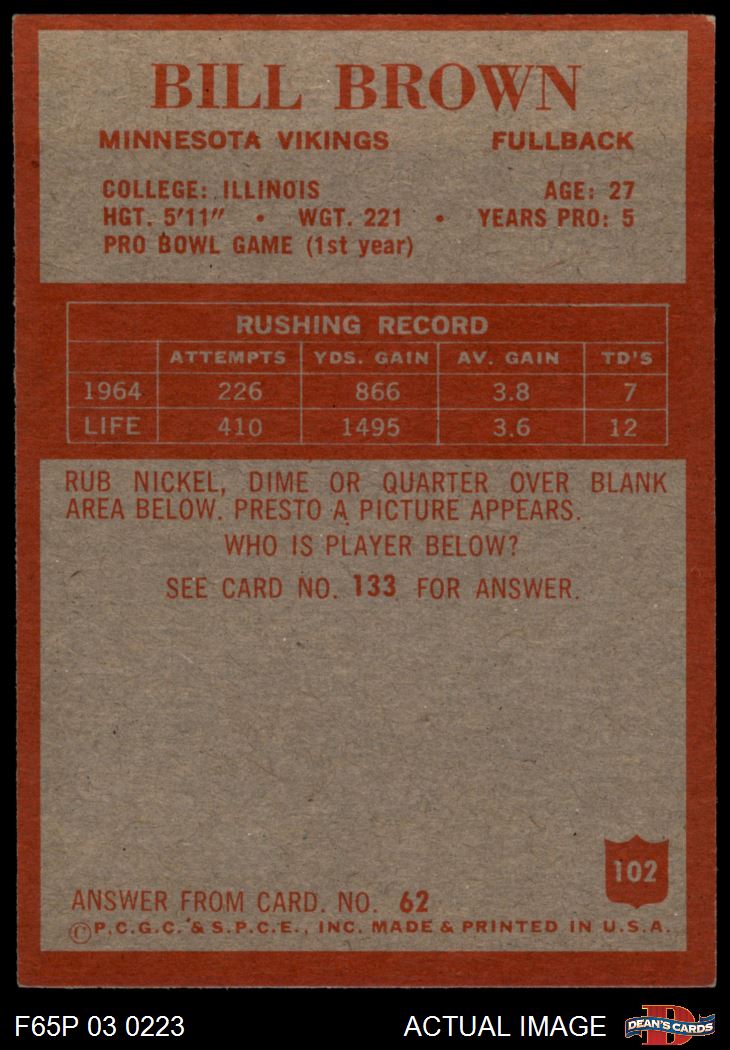 BILL BROWN
MINNESOTA VIKINGS FULLBACK
COLLEGE: ILLINOIS AGE: 27
HGT. 5'11" • WGT. 221 • YEARS PRO: 5
PRO BOWL GAME (1st year)
RUSHING RECORD
ATTEMPTS YDS. GAIN AV. GAIN TD'S
1964 226 866 3.8 7
LIFE 410 1495 3.6 12
RUB NICKEL, DIME OR QUARTER OVER BLANK
AREA BELOW. PRESTO A PICTURE APPEARS.
WHO IS PLAYER BELOW?
SEE CARD NO. 133 FOR ANSWER.
102
ANSWER FROM CARD. NO. 62
©P.C.G.C. & S.P.C.E., INC. MADE & PRINTED IN U.S.A.
F65P 03 0223 ACTUAL IMAGE
D
DEAN'S CARDS